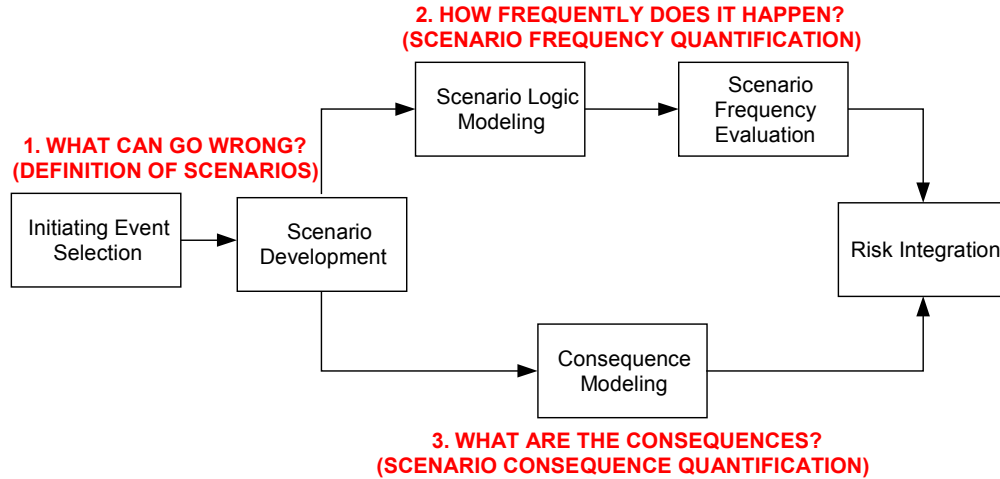 2. HOW FREQUENTLY DOES IT HAPPEN?
(SCENARIO FREQUENCY QUANTIFICATION)
Scenario Logic
Modeling
Scenario
Frequency
Evaluation
1. WHAT CAN GO WRONG?
(DEFINITION OF SCENARIOS)
Initiating Event
Selection
Scenario
Development
Risk Integration
Consequence
Modeling
3. WHAT ARE THE CONSEQUENCES?
(SCENARIO CONSEQUENCE QUANTIFICATION)